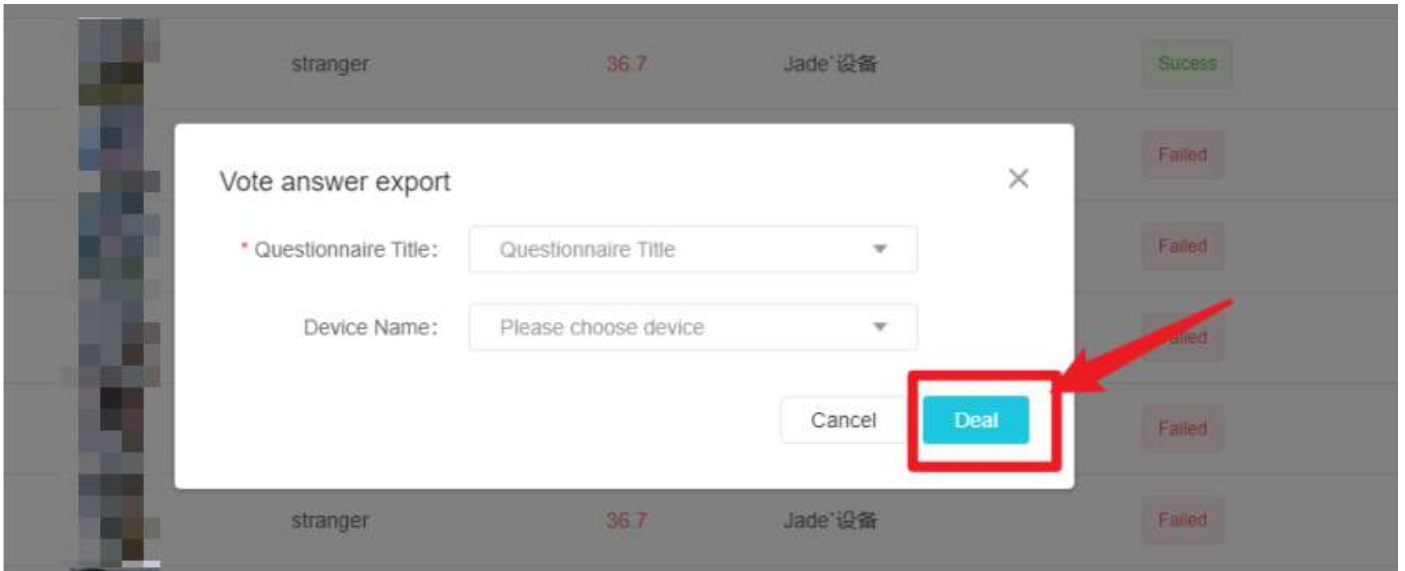 stranger 36.7 Jade`设备 Sucess
Failed
Vote answer export
* Questionnaire Title: Questionnaire Title
Failed
Device Name: Please choose device
Failed
Cancel Deal
Failed
stranger 36.7 Jade`设备 Failed